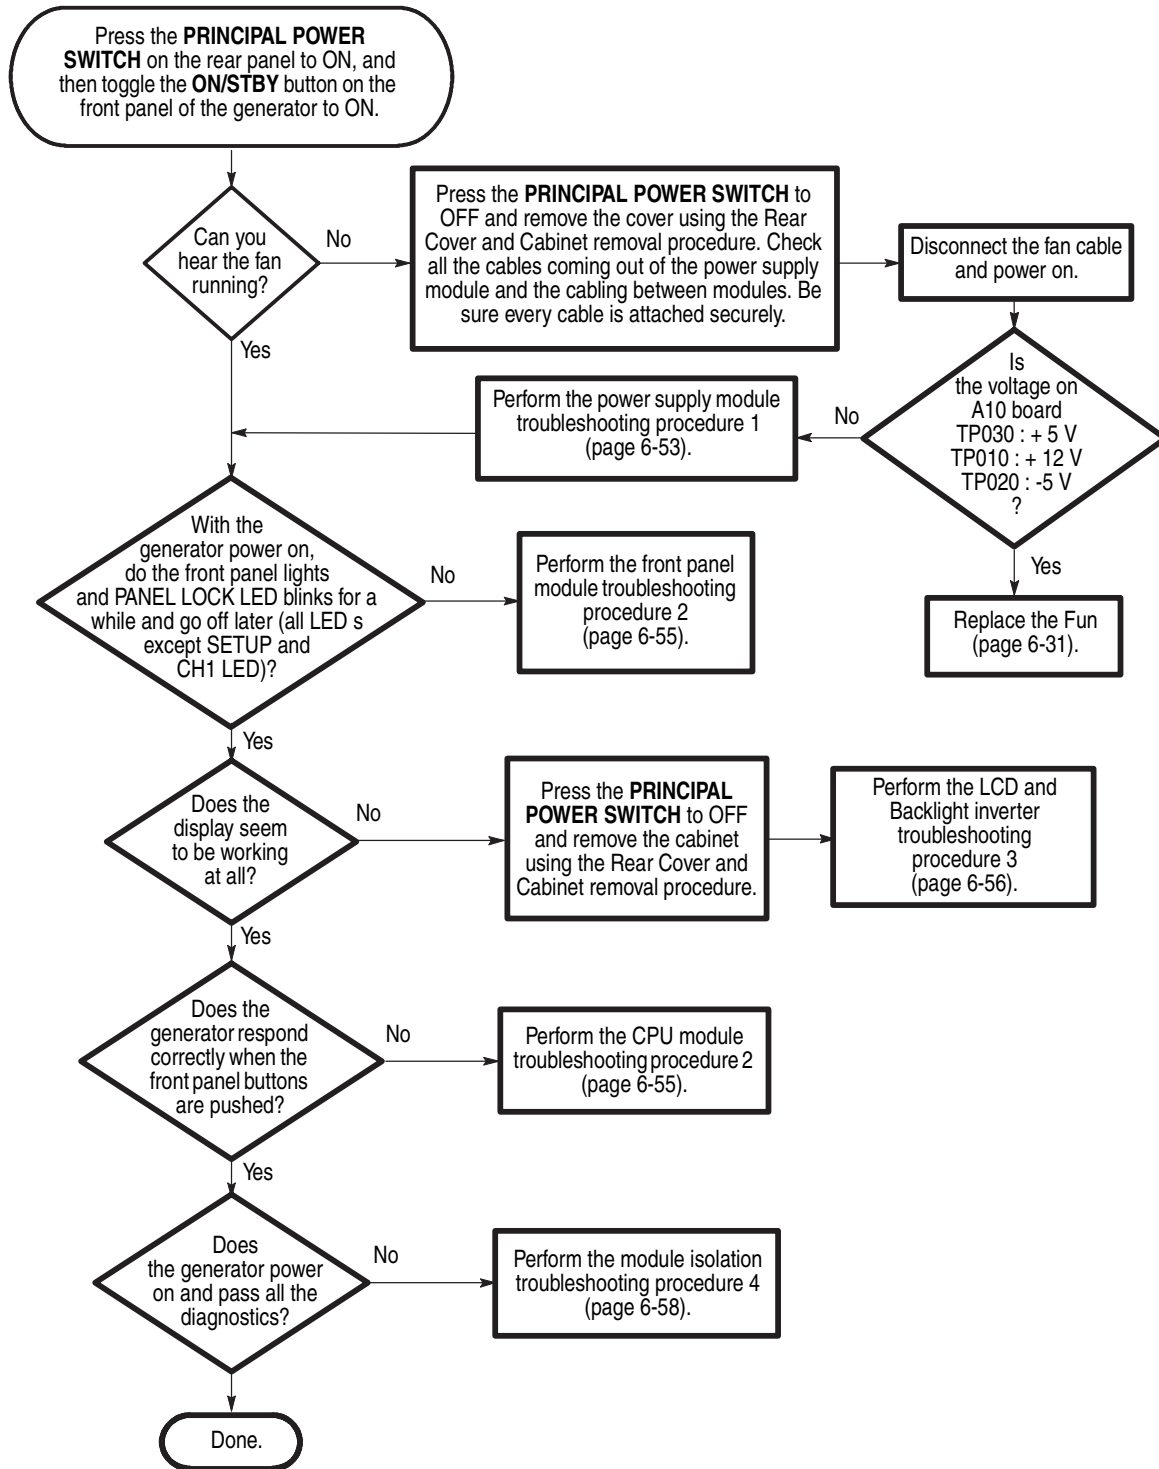 Press the PRINCIPAL POWER
SWITCH on the rear panel to ON, and
then toggle the ON/STBY button on the
front panel of the generator to ON.
Can you
hear the fan
running?
No
Yes
Press the PRINCIPAL POWER SWITCH to
OFF and remove the cover using the Rear
Cover and Cabinet removal procedure. Check
all the cables coming out of the power supply
module and the cabling between modules. Be
sure every cable is attached securely.
Disconnect the fan cable
and power on.
Is
the voltage on
A10 board
TP030 : + 5 V
TP010 : + 12 V
TP020 : -5 V
?
No
Yes
Perform the power supply module
troubleshooting procedure 1
(page 6-53).
Replace the Fun
(page 6-31).
With the
generator power on,
do the front panel lights
and PANEL LOCK LED blinks for a
while and go off later (all LED s
except SETUP and
CH1 LED)?
No
Yes
Perform the front panel
module troubleshooting
procedure 2
(page 6-55).
Does the
display seem
to be working
at all?
No
Yes
Press the PRINCIPAL
POWER SWITCH to OFF
and remove the cabinet
using the Rear Cover and
Cabinet removal procedure.
Perform the LCD and
Backlight inverter
troubleshooting
procedure 3
(page 6-56).
Does the
generator respond
correctly when the
front panel buttons
are pushed?
No
Yes
Perform the CPU module
troubleshooting procedure 2
(page 6-55).
Does
the generator power
on and pass all the
diagnostics?
No
Perform the module isolation
troubleshooting procedure 4
(page 6-58).
Done.